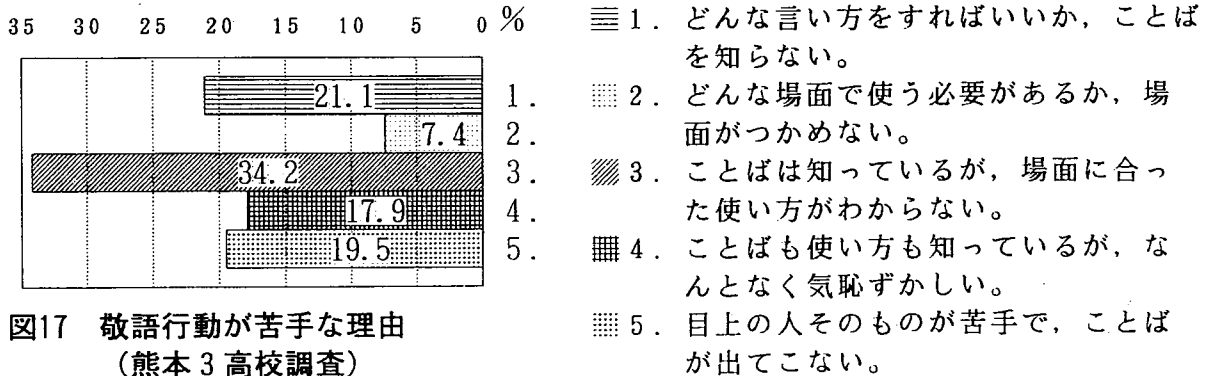 35 30 25 20 15 10 5 0 %
21.1 1.
7.4 2.
34.2 3.
17.9 4.
19.5 5.
図17 敬語行動が苦手な理由
(熊本3高校調査)
1. どんな言い方をすればいいか，ことば
を知らない。
2. どんな場面で使う必要があるか，場
面がつかめない。
3. ことばは知っているが，場面に合っ
た使い方がわからない。
4. ことばも使い方も知っているが，な
んとなく気恥ずかしい。
5. 目上の人そのものが苦手で，ことば
が出てこない。